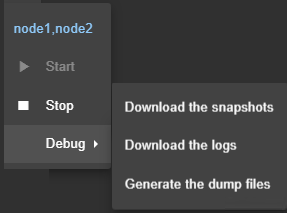 node1,node2
Start
Stop
Debug
Download the snapshots
Download the logs
Generate the dump files